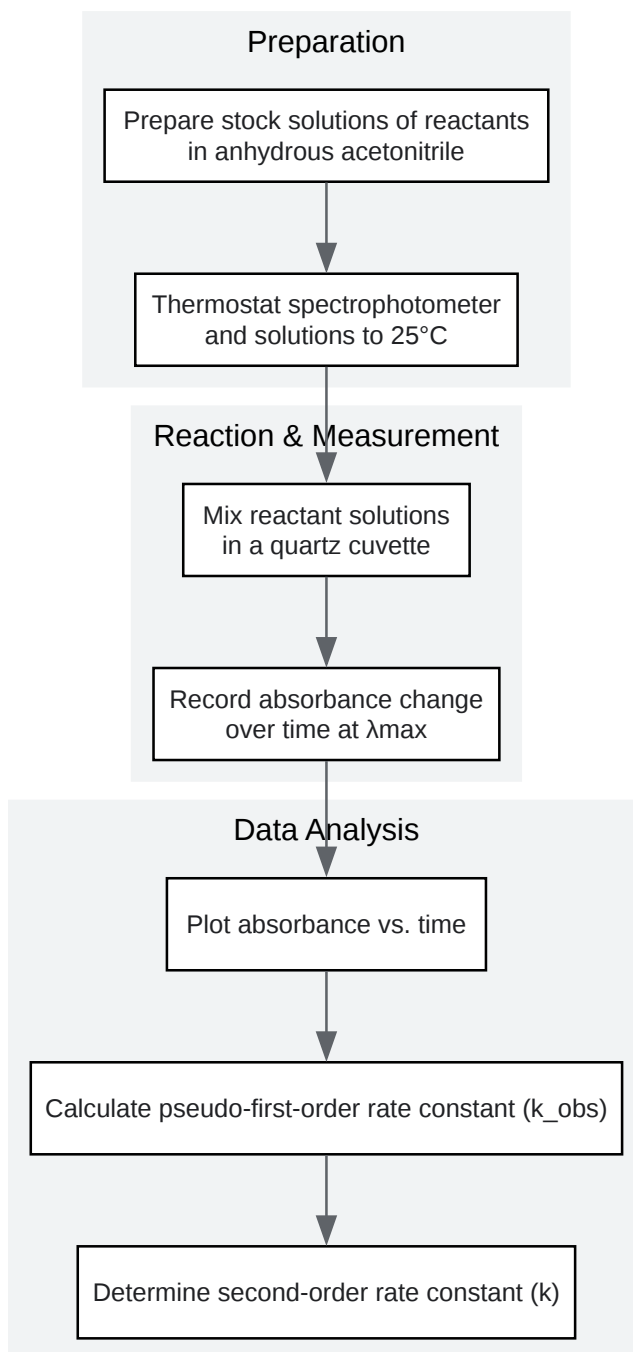 Preparation
Prepare stock solutions of reactants
in anhydrous acetonitrile
Thermostat spectrophotometer
and solutions to 25°C
Reaction & Measurement
Mix reactant solutions
in a quartz cuvette
Record absorbance change
over time at λmax
Data Analysis
Plot absorbance vs. time
Calculate pseudo-first-order rate constant (k_obs)
Determine second-order rate constant (k)